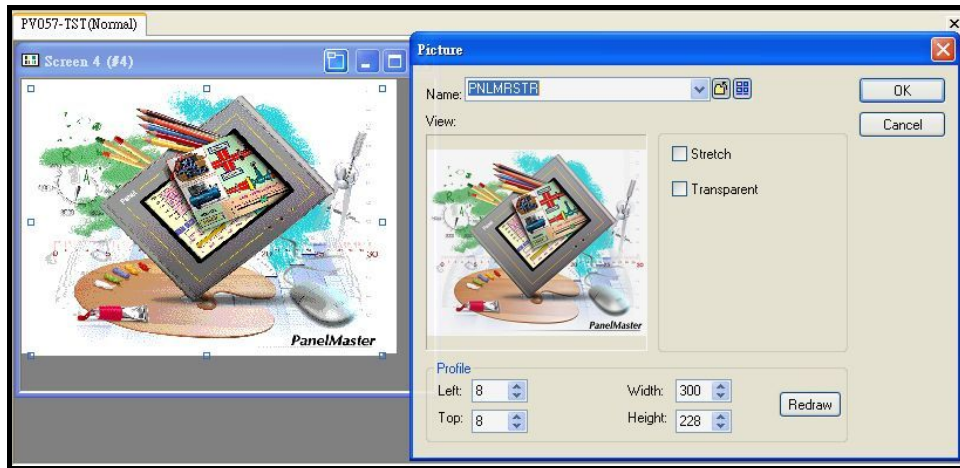 PV057-TST(Normal)
Screen 4 (#4)
PanelMaster
Picture
Name: PNLMRSTR
OK
View:
Cancel
Stretch
Transparent
PanelMaster
Profile
Left: 8
Width: 300
Redraw
Top: 8
Height: 228